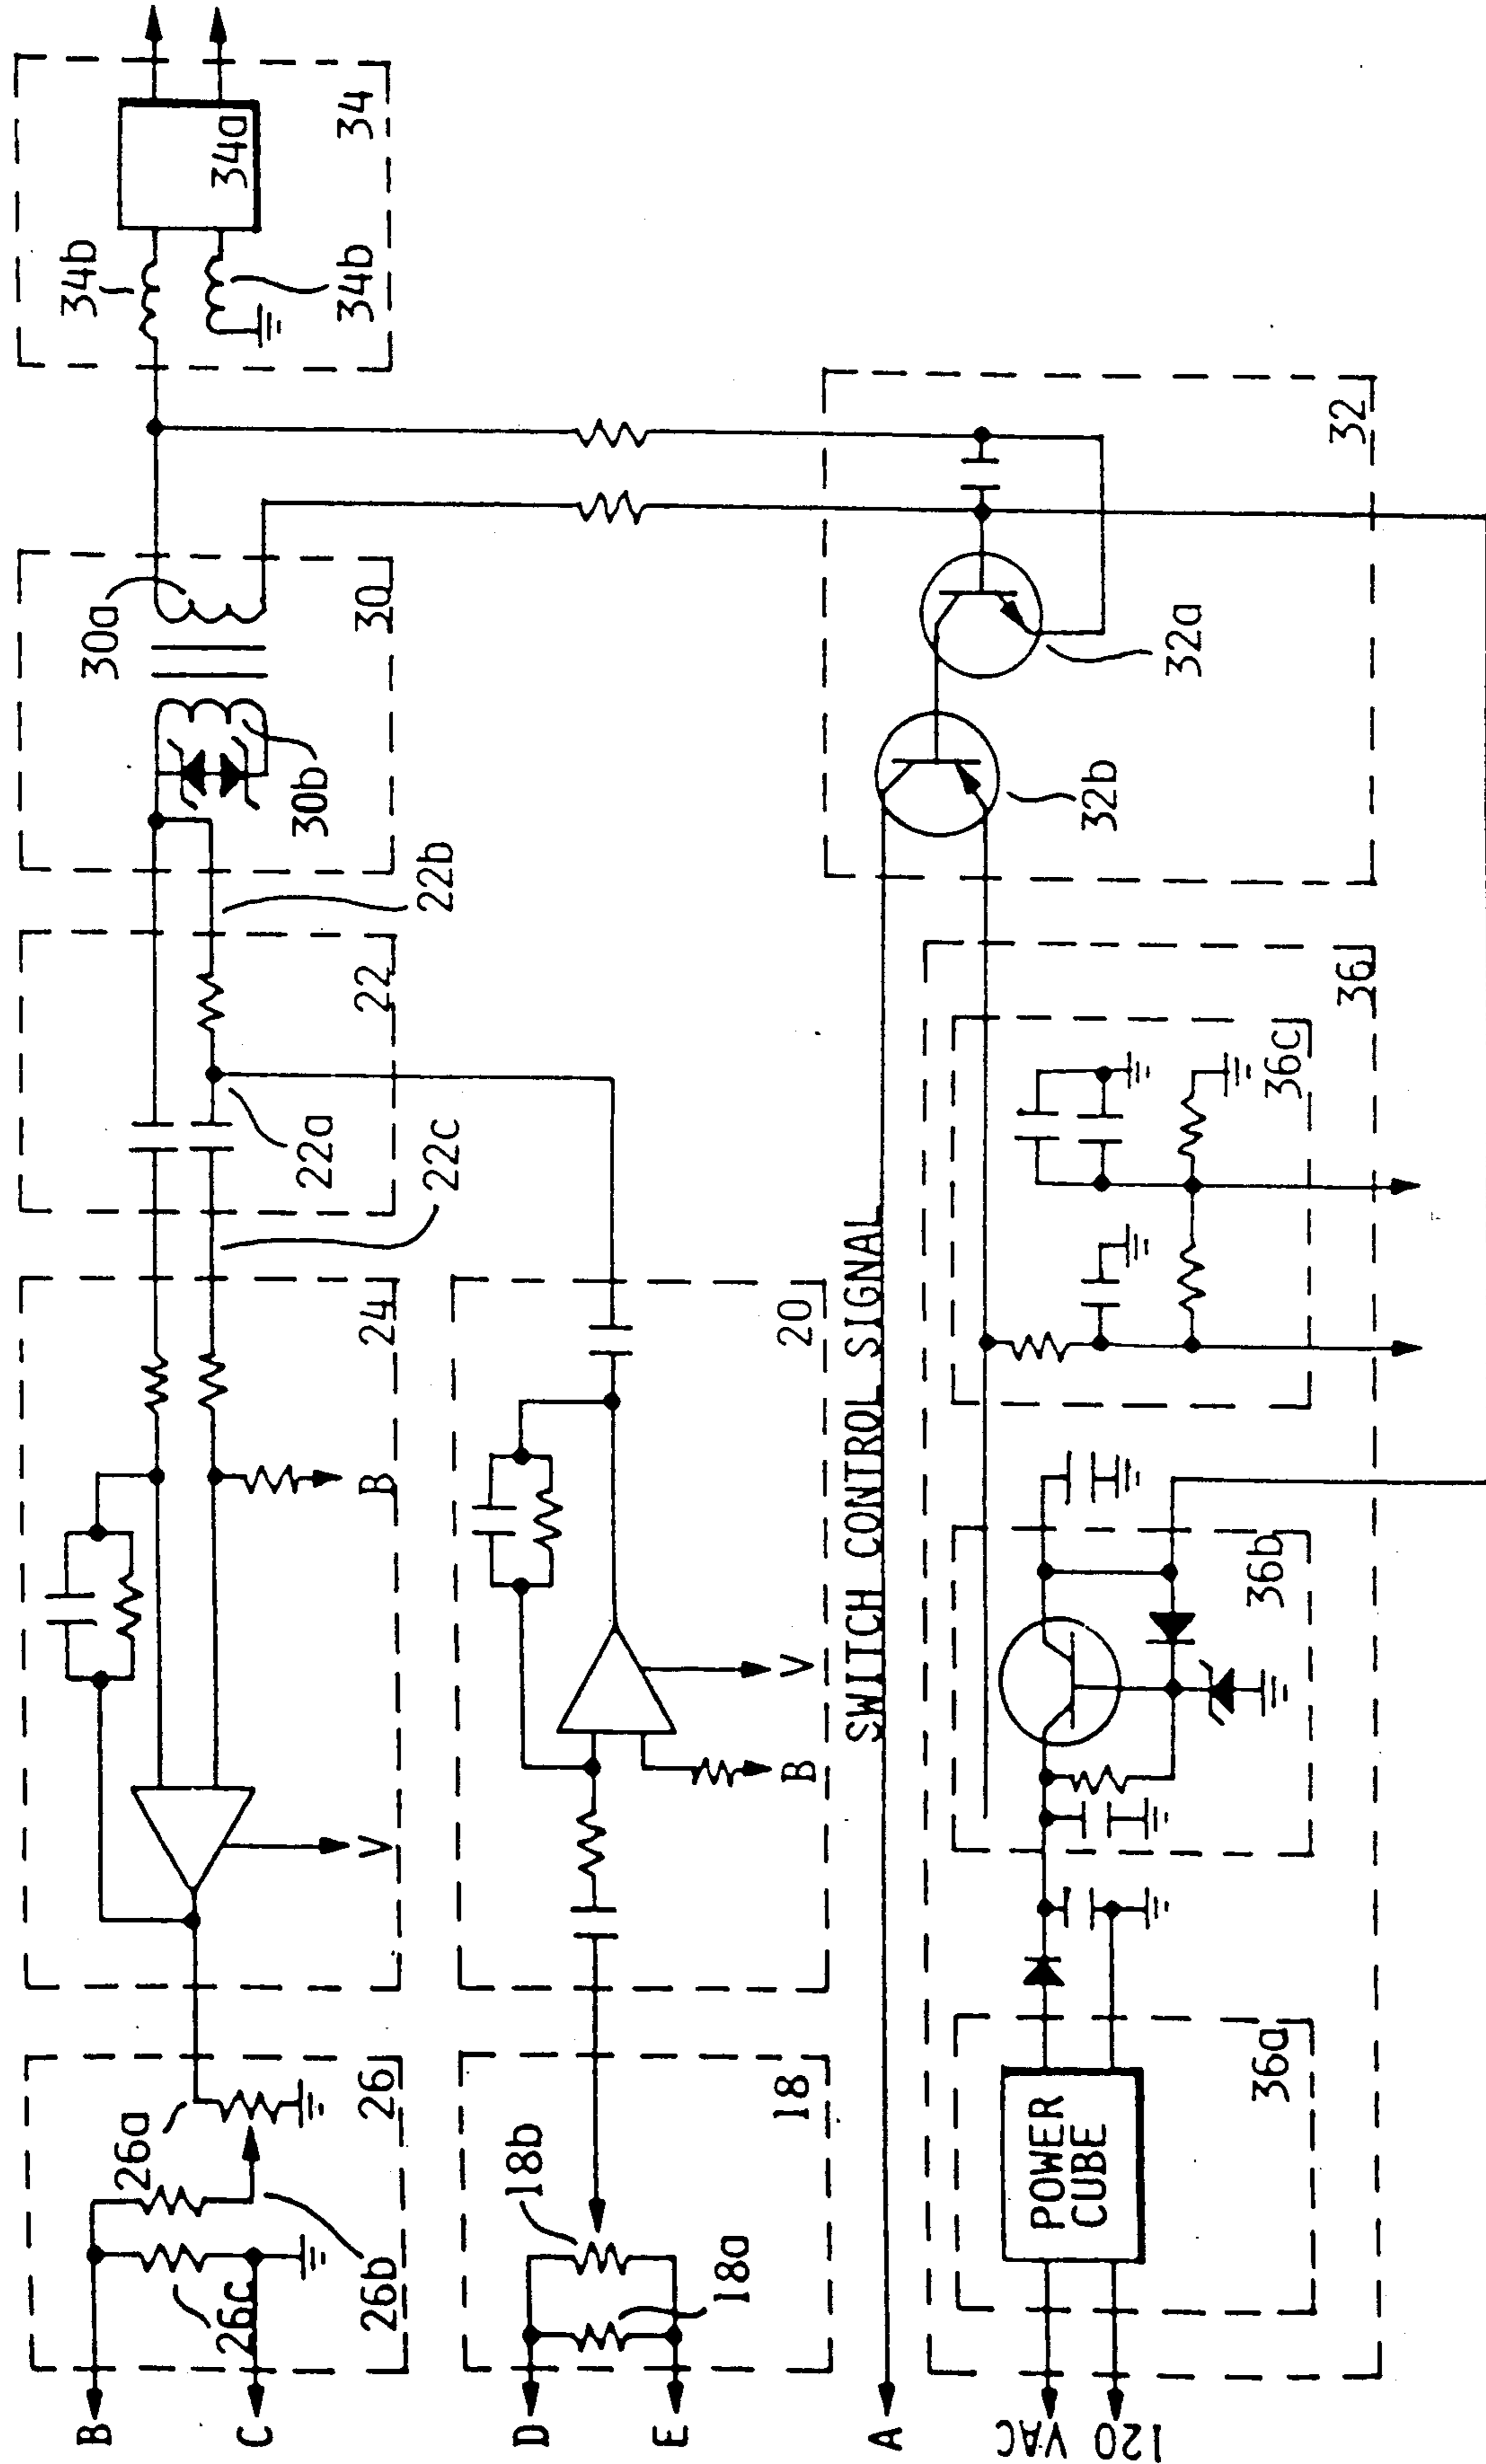 B
C
26a
26b
26c
26
V
B
24
22a
22b
22c
22
30a
30b
30
34b
34b
34a
34
D
E
18b
18a
18
B
V
20
A
SWITCH CONTROL SIGNAL
32a
32b
32
120 VAC
POWER
CUBE
36a
36b
36c
36